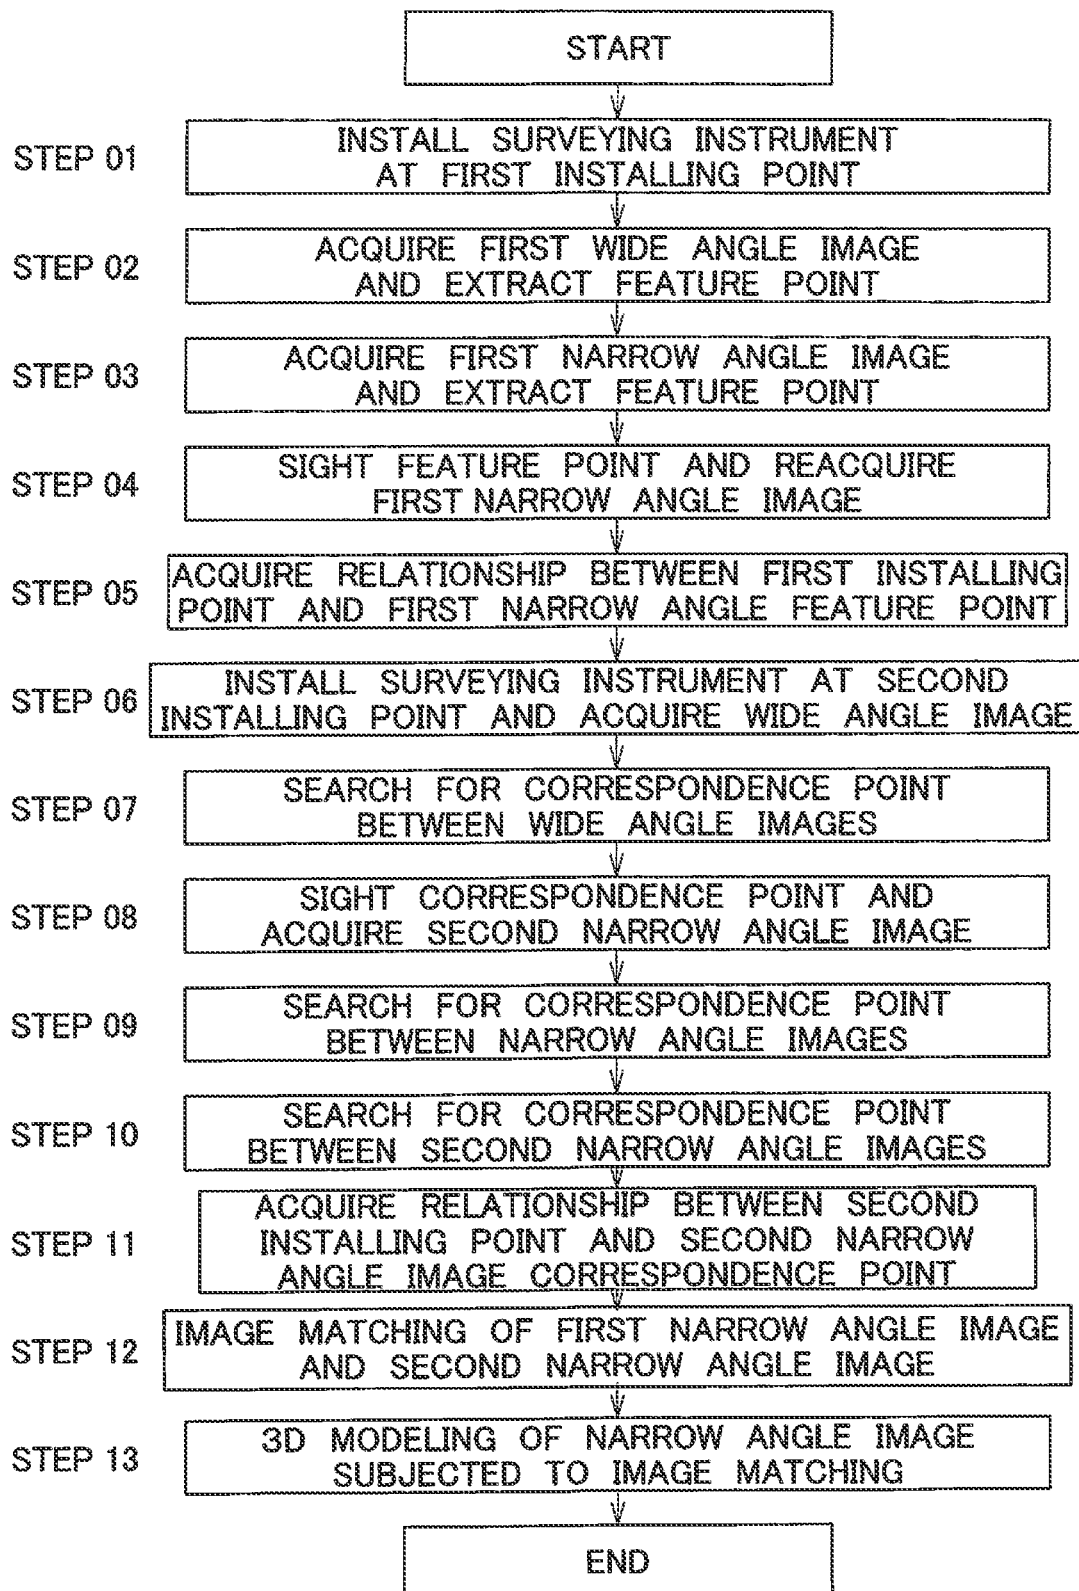 START
STEP 01
INSTALL SURVEYING INSTRUMENT
AT FIRST INSTALLING POINT
STEP 02
ACQUIRE FIRST WIDE ANGLE IMAGE
AND EXTRACT FEATURE POINT
STEP 03
ACQUIRE FIRST NARROW ANGLE IMAGE
AND EXTRACT FEATURE POINT
STEP 04
SIGHT FEATURE POINT AND REACQUIRE
FIRST NARROW ANGLE IMAGE
STEP 05
ACQUIRE RELATIONSHIP BETWEEN FIRST INSTALLING
POINT AND FIRST NARROW ANGLE FEATURE POINT
STEP 06
INSTALL SURVEYING INSTRUMENT AT SECOND
INSTALLING POINT AND ACQUIRE WIDE ANGLE IMAGE
STEP 07
SEARCH FOR CORRESPONDENCE POINT
BETWEEN WIDE ANGLE IMAGES
STEP 08
SIGHT CORRESPONDENCE POINT AND
ACQUIRE SECOND NARROW ANGLE IMAGE
STEP 09
SEARCH FOR CORRESPONDENCE POINT
BETWEEN NARROW ANGLE IMAGES
STEP 10
SEARCH FOR CORRESPONDENCE POINT
BETWEEN SECOND NARROW ANGLE IMAGES
STEP 11
ACQUIRE RELATIONSHIP BETWEEN SECOND
INSTALLING POINT AND SECOND NARROW
ANGLE IMAGE CORRESPONDENCE POINT
STEP 12
IMAGE MATCHING OF FIRST NARROW ANGLE IMAGE
AND SECOND NARROW ANGLE IMAGE
STEP 13
3D MODELING OF NARROW ANGLE IMAGE
SUBJECTED TO IMAGE MATCHING
END